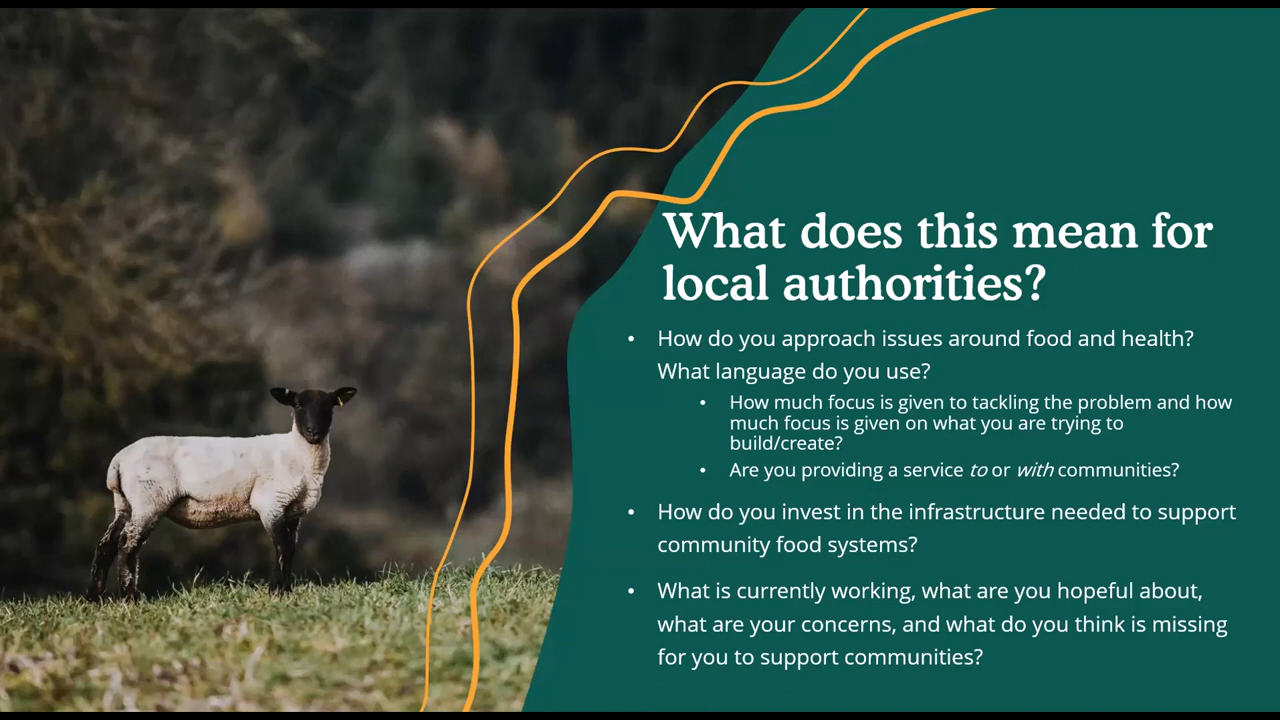 What does this mean for
local authorities?
• How do you approach issues around food and health?
What language do you use?
• How much focus is given to tackling the problem and how
much focus is given on what you are trying to
build/create?
• Are you providing a service to or with communities?
• How do you invest in the infrastructure needed to support
community food systems?
• What is currently working, what are you hopeful about,
what are your concerns, and what do you think is missing
for you to support communities?